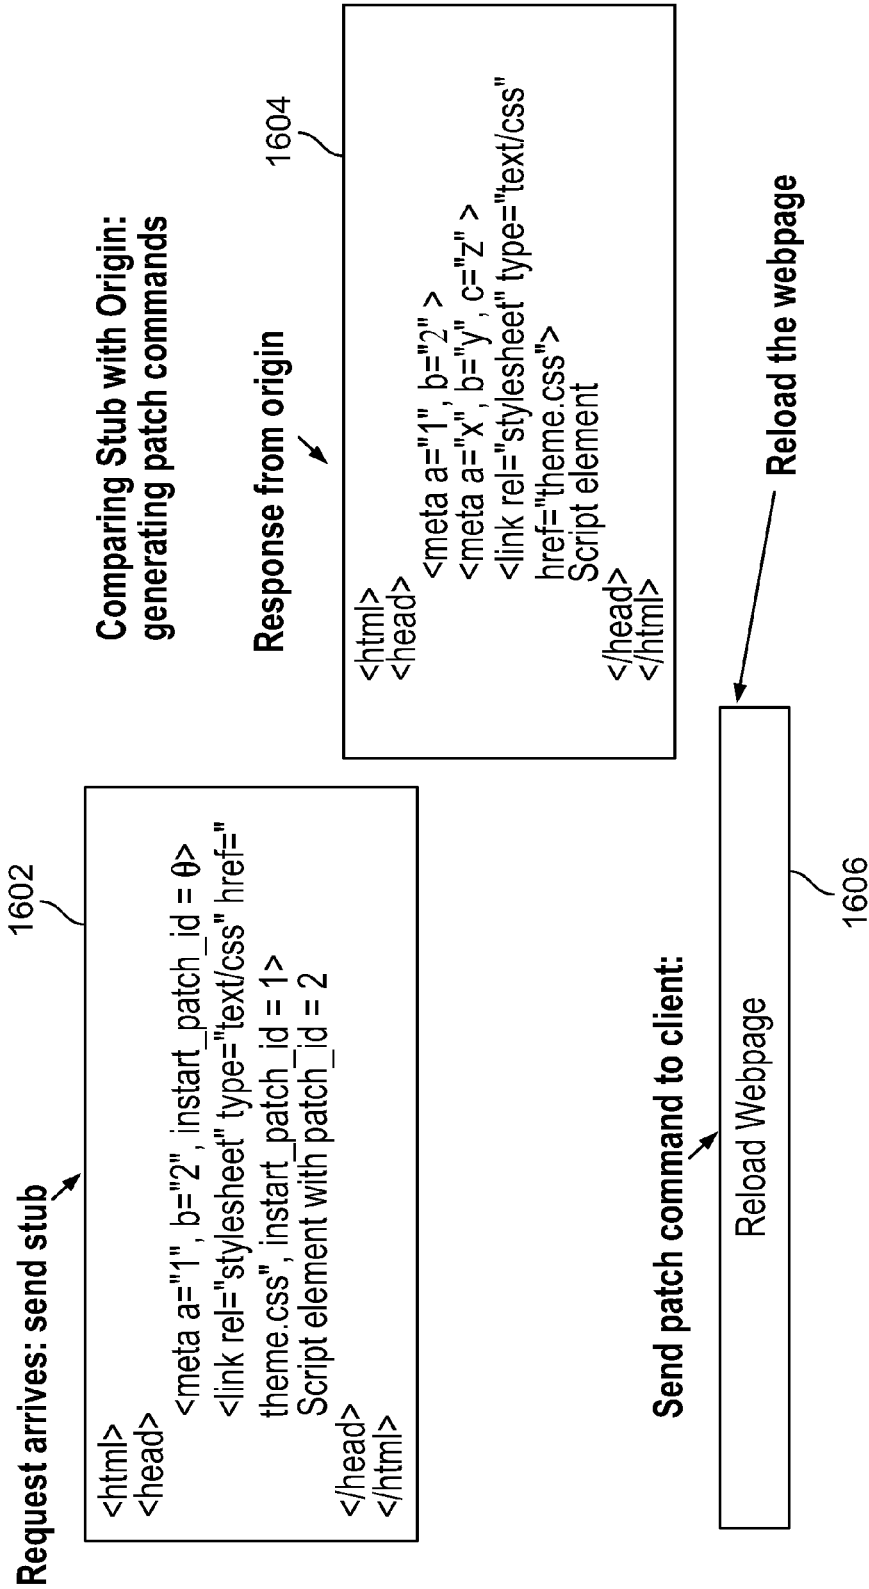 Request arrives: send stub
1602
<html>
<head>
<meta a="1", b="2", instart_patch_id = 0>
<link rel="stylesheet" type="text/css" href="
theme.css", instart_patch_id = 1>
Script element with patch_id = 2
</head>
</html>
Comparing Stub with Origin:
generating patch commands
Response from origin
1604
<html>
<head>
<meta a="1", b="2" >
<meta a="x", b="y", c="z" >
<link rel="stylesheet" type="text/css"
href="theme.css">
Script element
</head>
</html>
Send patch command to client:
Reload Webpage
1606
Reload the webpage